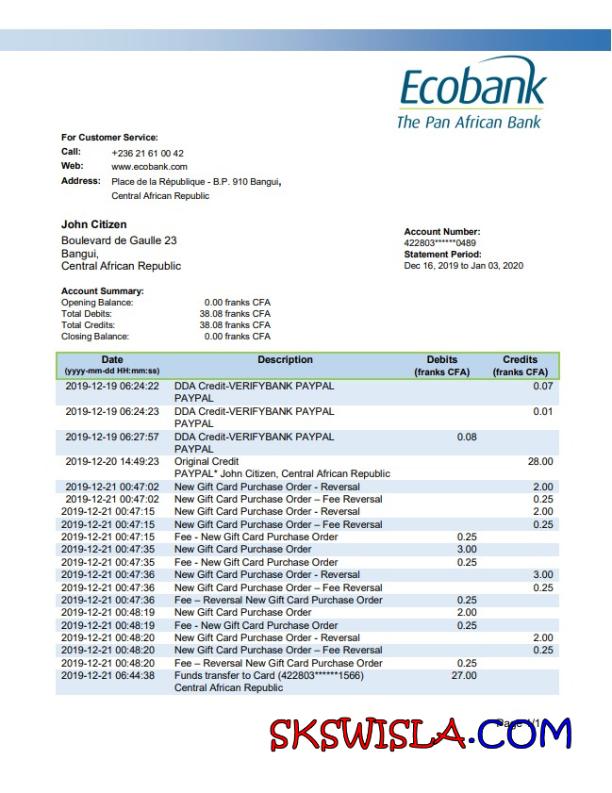 Ecobank
The Pan African Bank
For Customer Service:
Call: +236 21 61 00 42
Web: www.ecobank.com
Address: Place de la République - B.P. 910 Bangui,
Central African Republic
John Citizen
Boulevard de Gaulle 23
Bangui,
Central African Republic
Account Number:
422803******0489
Statement Period:
Dec 16, 2019 to Jan 03, 2020
Account Summary:
Opening Balance: 0.00 franks CFA
Total Debits: 38.08 franks CFA
Total Credits: 38.08 franks CFA
Closing Balance: 0.00 franks CFA
Date Description Debits Credits
(yyyy-mm-dd HH:mm:ss) (franks CFA) (franks CFA)
2019-12-19 06:24:22 DDA Credit-VERIFYBANK PAYPAL 0.07
PAYPAL
2019-12-19 06:24:23 DDA Credit-VERIFYBANK PAYPAL 0.01
PAYPAL
2019-12-19 06:27:57 DDA Credit-VERIFYBANK PAYPAL 0.08
PAYPAL
2019-12-20 14:49:23 Original Credit 28.00
PAYPAL* John Citizen, Central African Republic
2019-12-21 00:47:02 New Gift Card Purchase Order - Reversal 2.00
2019-12-21 00:47:02 New Gift Card Purchase Order – Fee Reversal 0.25
2019-12-21 00:47:15 New Gift Card Purchase Order - Reversal 2.00
2019-12-21 00:47:15 New Gift Card Purchase Order – Fee Reversal 0.25
2019-12-21 00:47:15 Fee - New Gift Card Purchase Order 0.25
2019-12-21 00:47:35 New Gift Card Purchase Order 3.00
2019-12-21 00:47:35 Fee - New Gift Card Purchase Order 0.25
2019-12-21 00:47:36 New Gift Card Purchase Order - Reversal 3.00
2019-12-21 00:47:36 New Gift Card Purchase Order – Fee Reversal 0.25
2019-12-21 00:47:36 Fee – Reversal New Gift Card Purchase Order 0.25
2019-12-21 00:48:19 New Gift Card Purchase Order 2.00
2019-12-21 00:48:19 Fee - New Gift Card Purchase Order 0.25
2019-12-21 00:48:20 New Gift Card Purchase Order - Reversal 2.00
2019-12-21 00:48:20 New Gift Card Purchase Order – Fee Reversal 0.25
2019-12-21 00:48:20 Fee – Reversal New Gift Card Purchase Order 0.25
2019-12-21 06:44:38 Funds transfer to Card (422803******1566) 27.00
Central African Republic
Page 1/1
SKSWISLA.COM